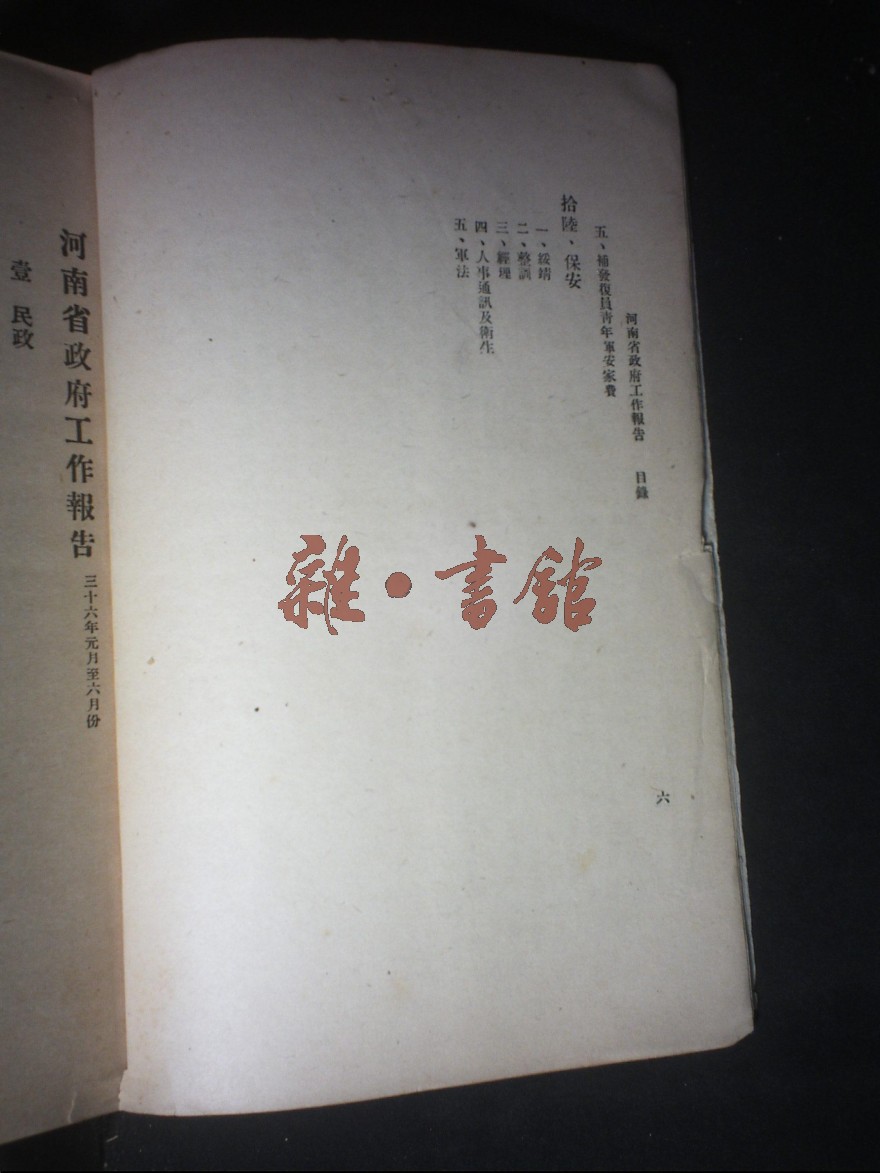 河南省政府工作報告　目錄
五、補發復員青年軍安家費
拾陸、保安
一、綏靖
二、整訓
三、經理
四、人事通訊及衛生
五、軍法
六
雜・書館
河南省政府工作報告 三十六年元月至六月份
壹　民政